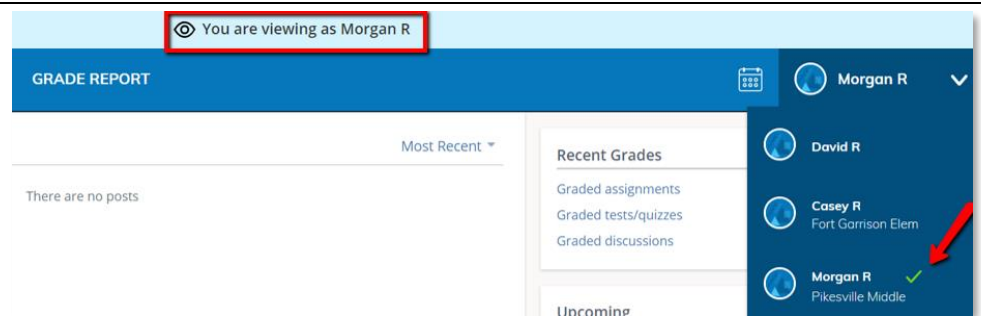 You are viewing as Morgan R
GRADE REPORT
Morgan R
Most Recent
There are no posts
Recent Grades
Graded assignments
Graded tests/quizzes
Graded discussions
Upcoming
David R
Casey R
Fort Garrison Elem
Morgan R
Pikesville Middle